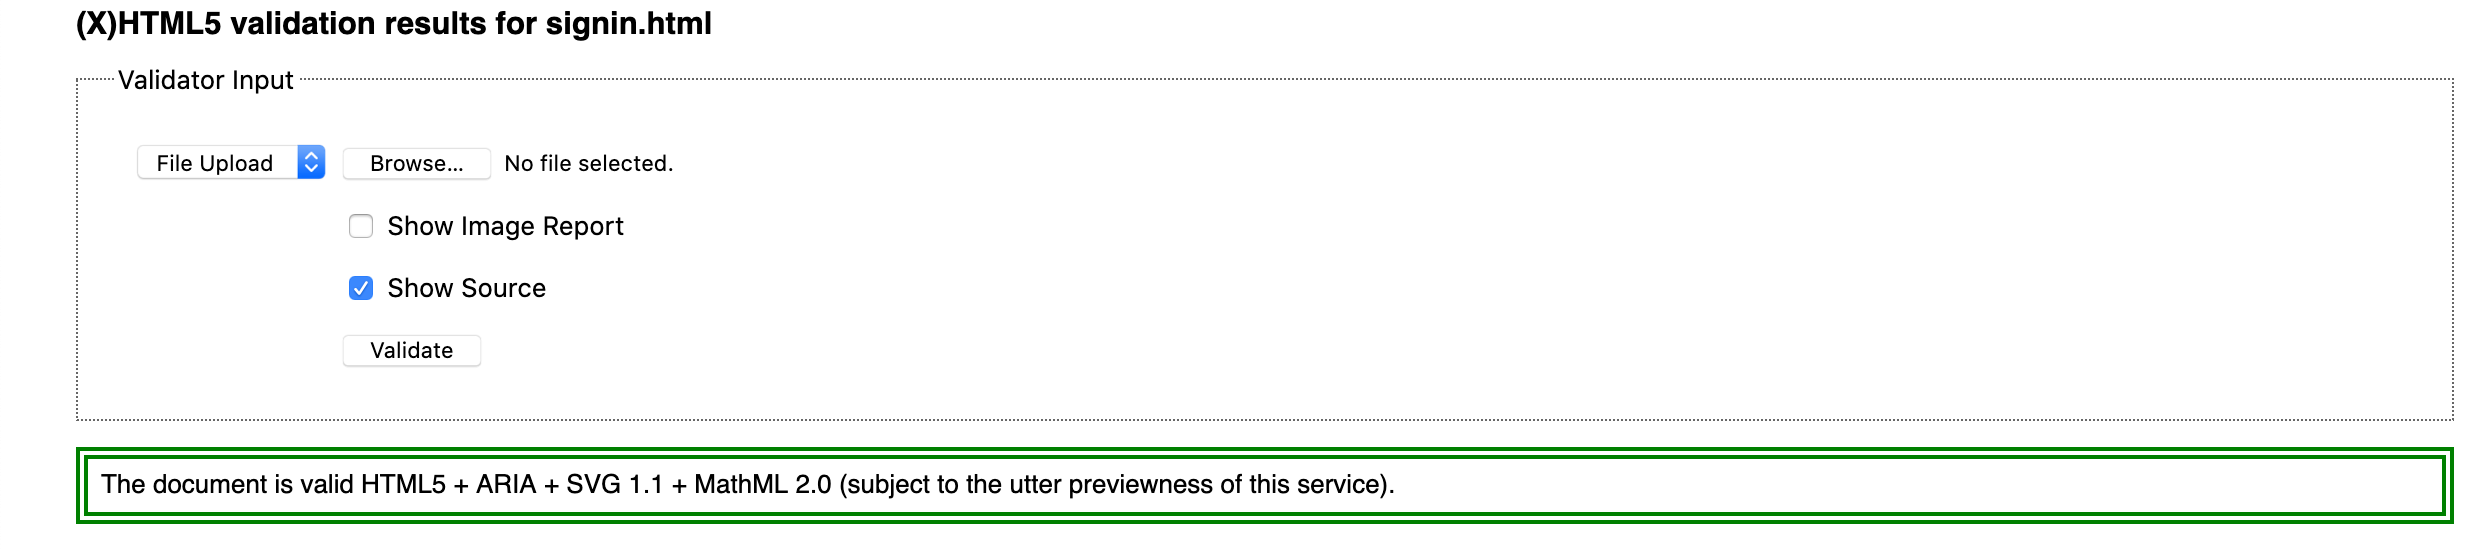 (X)HTML5 validation results for signin.html
Validator Input
File Upload Browse... No file selected.
Show Image Report
Show Source
Validate
The document is valid HTML5 + ARIA + SVG 1.1 + MathML 2.0 (subject to the utter previewness of this service).